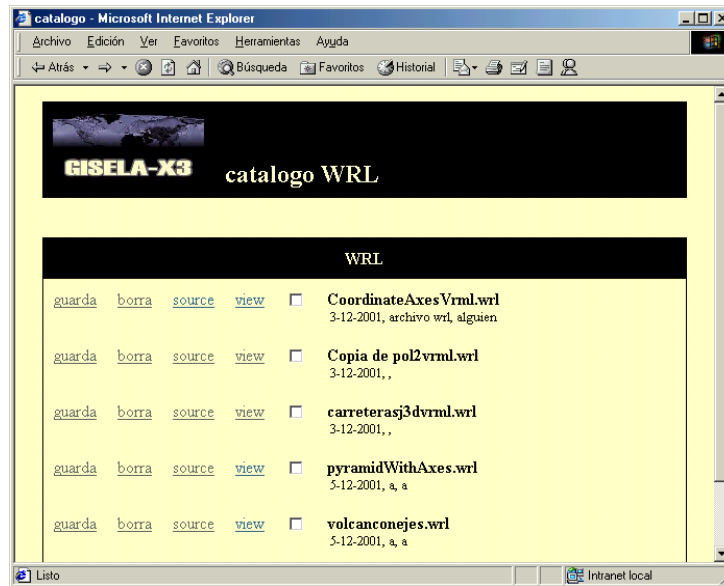 catalogo - Microsoft Internet Explorer
Archivo Edición Ver Favoritos Herramientas Ayuda
Atrás Búsqueda Favoritos Historial
GISELA-X3 catalogo WRL
WRL
guarda borra source view CoordinateAxesVrml.wrl
3-12-2001, archivo wrl, alguien
guarda borra source view Copia de pol2vrml.wrl
3-12-2001, ,
guarda borra source view carreterasj3dvrml.wrl
3-12-2001, ,
guarda borra source view pyramidWithAxes.wrl
5-12-2001, a, a
guarda borra source view volcanconejes.wrl
5-12-2001, a, a
Listo Intranet local